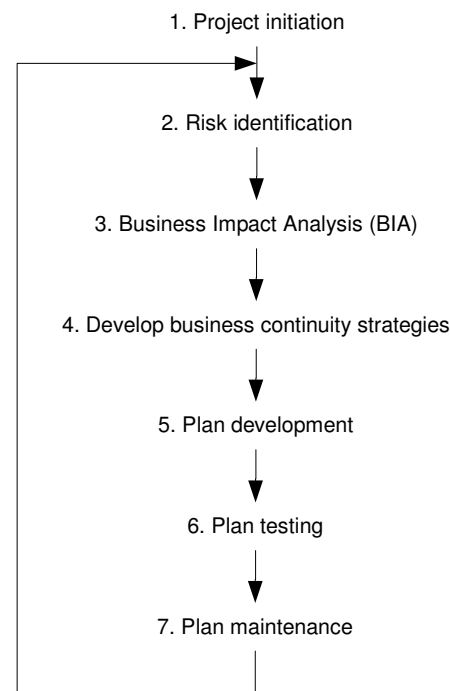 1. Project initiation
2. Risk identification
3. Business Impact Analysis (BIA)
4. Develop business continuity strategies
5. Plan development
6. Plan testing
7. Plan maintenance